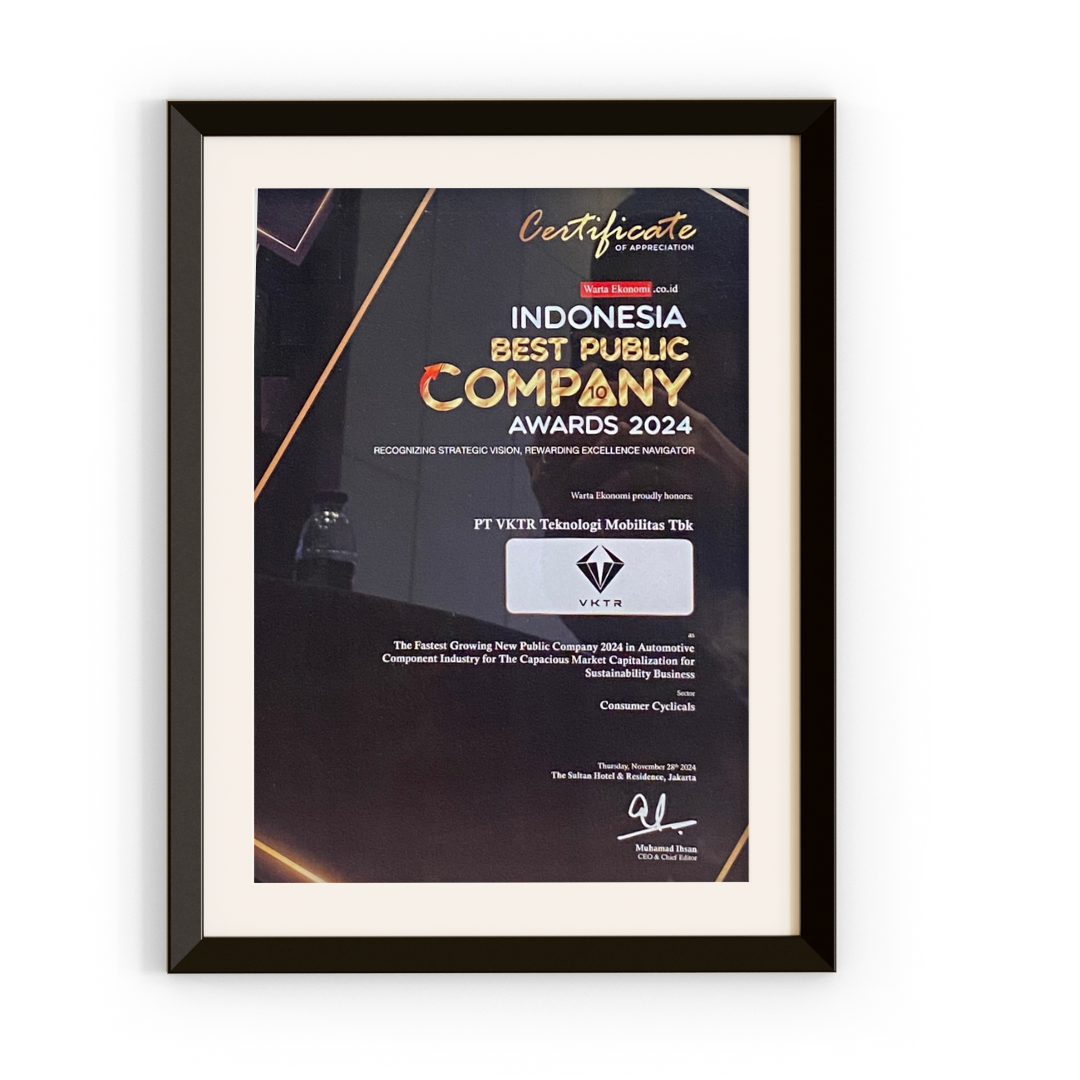 Certificate
OF APPRECIATION
Warta Ekonomi.co.id
INDONESIA
BEST PUBLIC
COMPANY
10
AWARDS 2024
RECOGNIZING STRATEGIC VISION, REWARDING EXCELLENCE NAVIGATOR
Warta Ekonomi proudly honors:
PT VKTR Teknologi Mobilitas Tbk
VKTR
as
The Fastest Growing New Public Company 2024 in Automotive
Component Industry for The Capacious Market Capitalization for
Sustainability Business
Sector
Consumer Cyclicals
Thursday, November 28th 2024
The Sultan Hotel & Residence, Jakarta
Muhamad Ihsan
CEO & Chief Editor